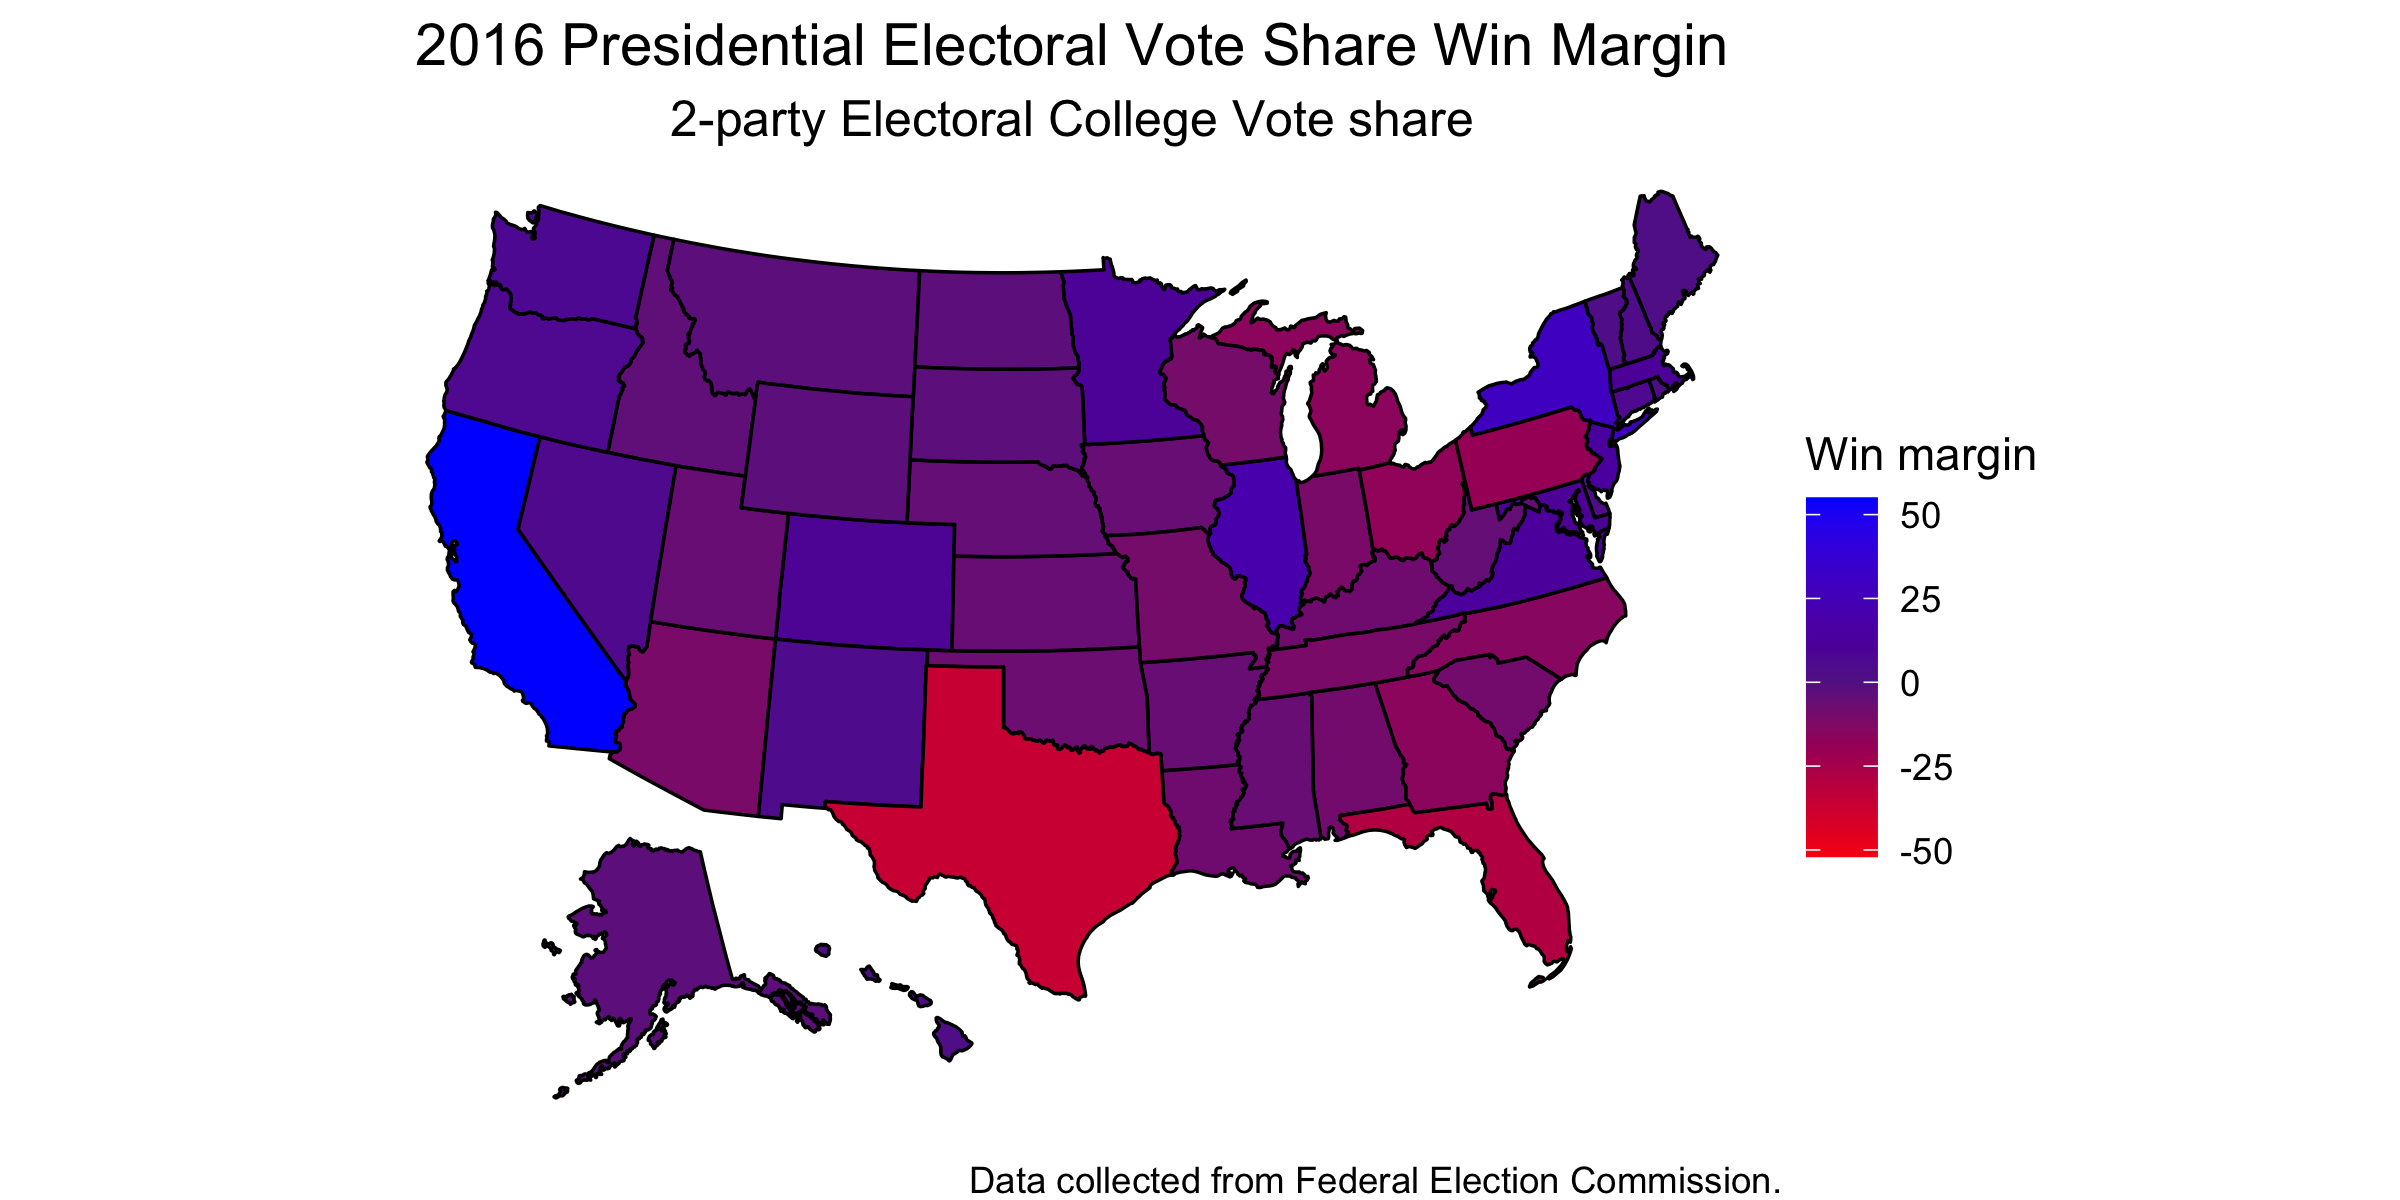 2016 Presidential Electoral Vote Share Win Margin
2-party Electoral College Vote share
Win margin
50
25
0
-25
-50
Data collected from Federal Election Commission.